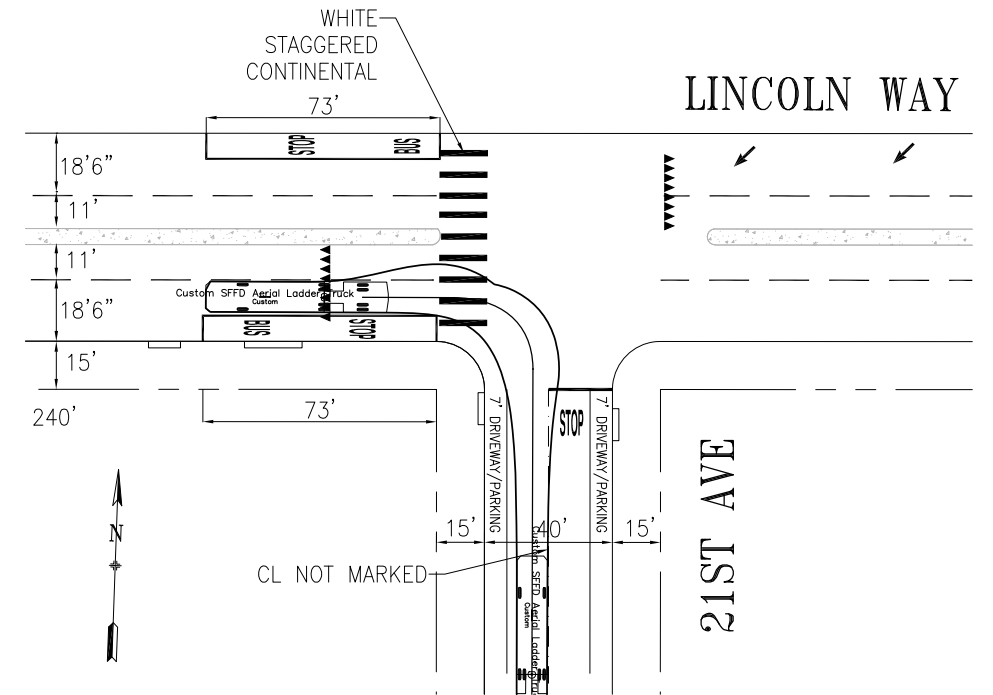 WHITE
STAGGERED
CONTINENTAL
LINCOLN WAY
73'
STOP
BUS
18'6"
11'
11'
Custom SFFD Aerial Ladder Truck
Custom
18'6"
BUS
STOP
15'
240'
73'
7' DRIVEWAY/PARKING
STOP
7' DRIVEWAY/PARKING
21ST AVE
N
15'
40'
15'
CL NOT MARKED
Custom SFFD Aerial Ladder Truck
Custom